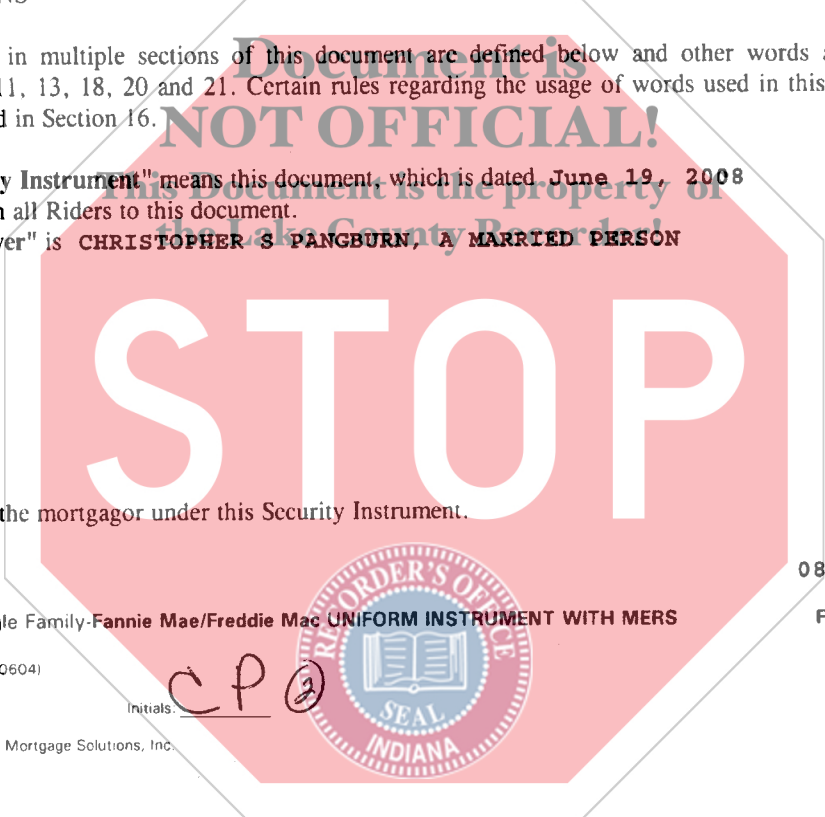 in multiple sections of this document are defined below and other words
11, 13, 18, 20 and 21. Certain rules regarding the usage of words used in this
in Section 16.
Document is
NOT OFFICIAL!
This Document is the property of
the Lake County Recorder!
y Instrument" means this document, which is dated June 19, 2008
all Riders to this document.
er" is CHRISTOPHER S PANGBURN, A MARRIED PERSON
STOP
the mortgagor under this Security Instrument.
08
le Family-Fannie Mae/Freddie Mac UNIFORM INSTRUMENT WITH MERS
F
0604)
Initials: CP
Mortgage Solutions, Inc.
RECORDER'S OFFICE
SEAL
INDIANA